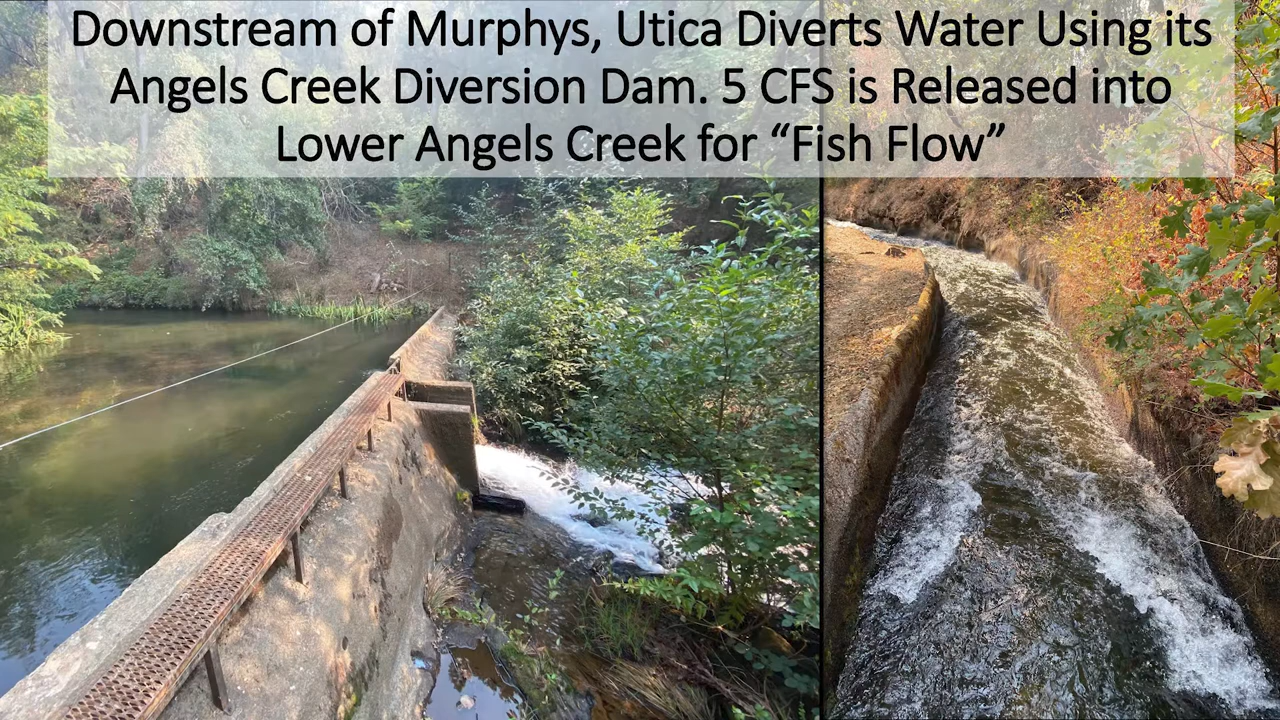 Downstream of Murphys, Utica Diverts Water Using its
Angels Creek Diversion Dam. 5 CFS is Released into
Lower Angels Creek for “Fish Flow”